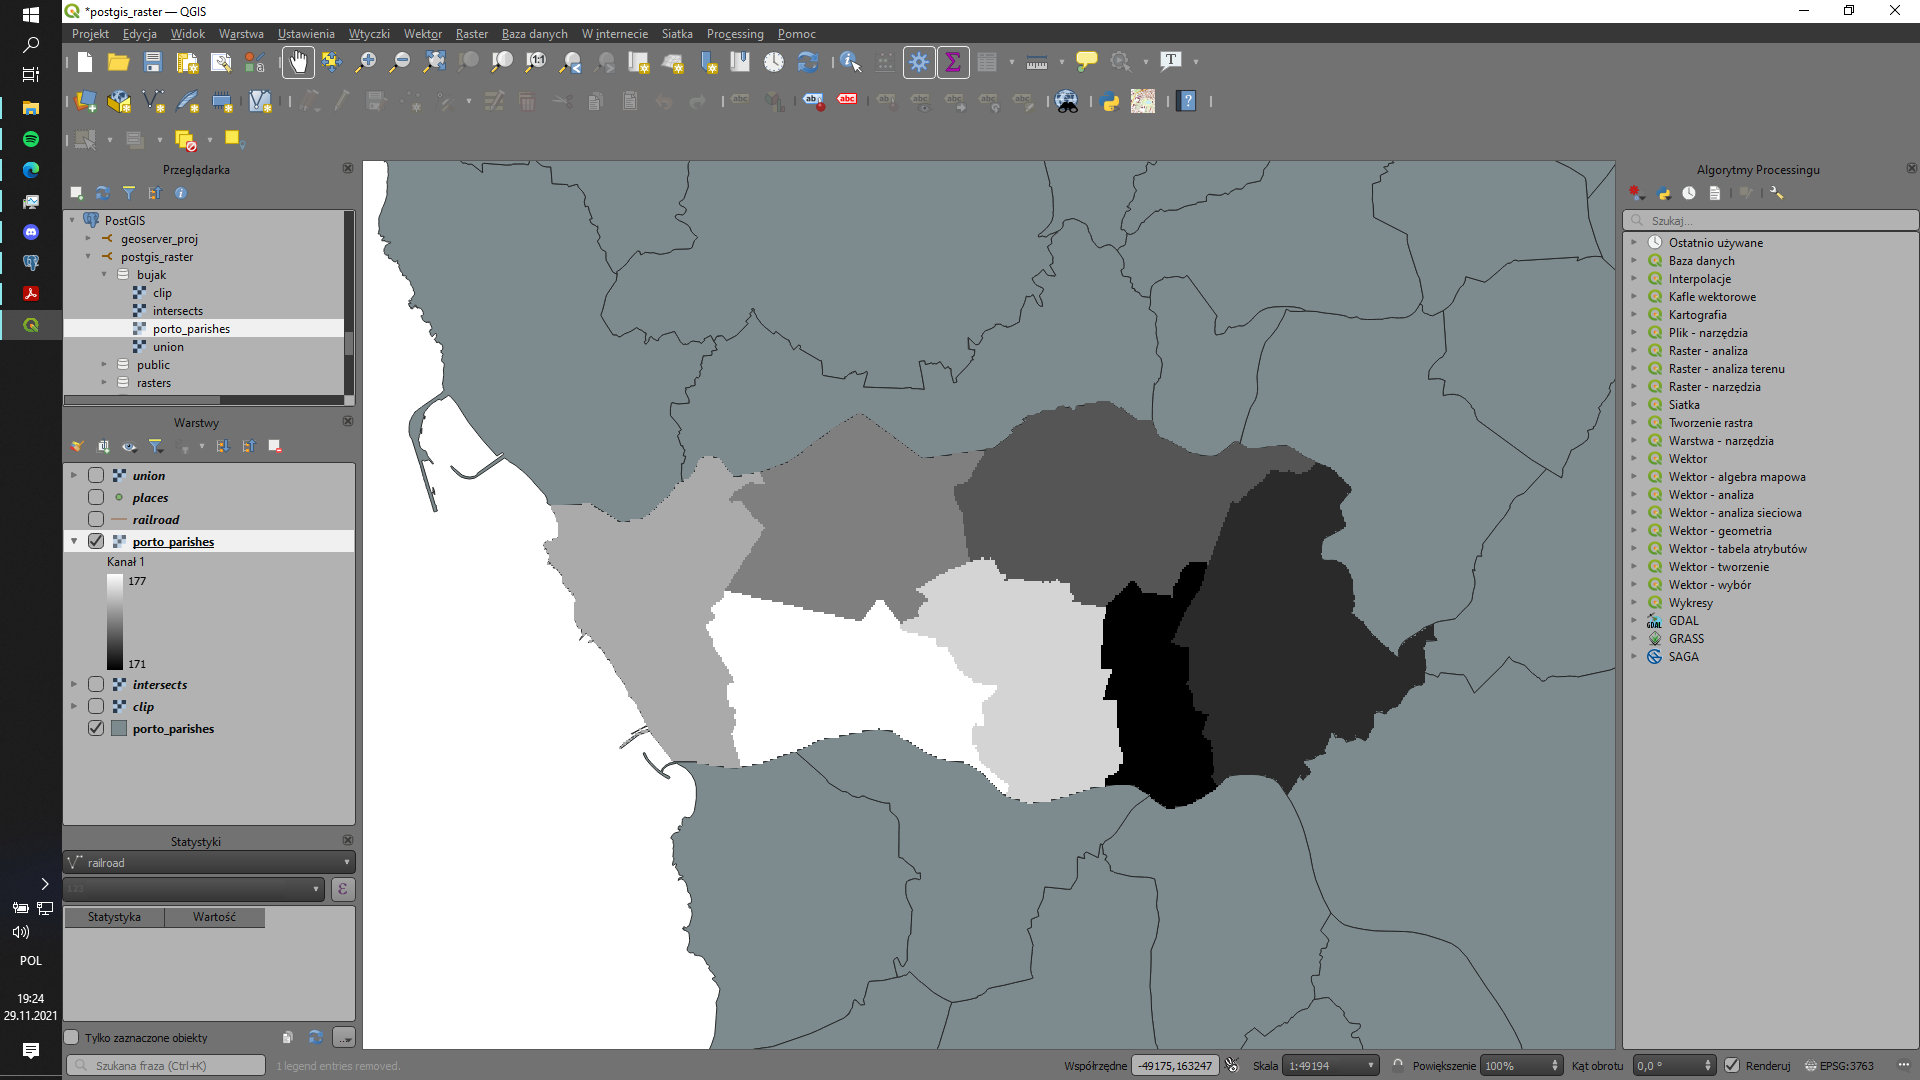 *postgis_raster — QGIS
Projekt Edycja Widok Warstwa Ustawienia Wtyczki Wektor Raster Baza danych W internecie Siatka Processing Pomoc
Przeglądarka
PostGIS
geoserver_proj
postgis_raster
bujak
clip
intersects
porto_parishes
union
public
rasters
Warstwy
union
places
railroad
porto_parishes
Kanał 1
177
171
intersects
clip
porto_parishes
Statystyki
railroad
123
Statystyka Wartość
Tylko zaznaczone obiekty
Szukana fraza (Ctrl+K)
1 legend entries removed.
Współrzędne -49175,163247 Skala 1:49194 Powiększenie 100% Kąt obrotu 0,0 ° Renderuj EPSG:3763
Algorytmy Processingu
Szukaj...
Ostatnio używane
Baza danych
Interpolacje
Kafle wektorowe
Kartografia
Plik - narzędzia
Raster - analiza
Raster - analiza terenu
Raster - narzędzia
Siatka
Tworzenie rastra
Warstwa - narzędzia
Wektor
Wektor - algebra mapowa
Wektor - analiza
Wektor - analiza sieciowa
Wektor - geometria
Wektor - tabela atrybutów
Wektor - tworzenie
Wektor - wybór
Wykresy
GDAL
GRASS
SAGA
POL
19:24
29.11.2021